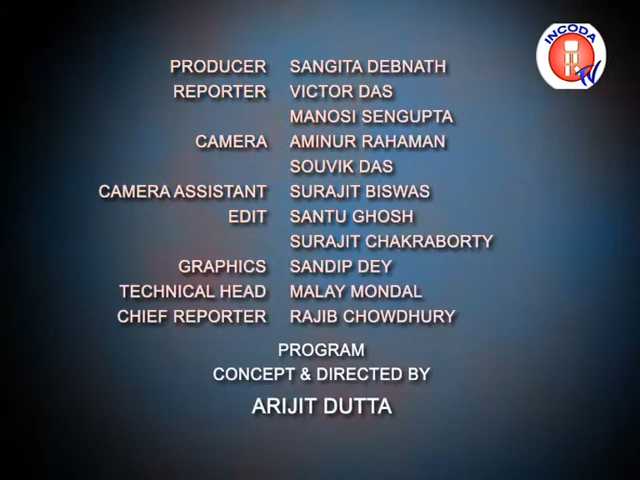 INCODA
TV
PRODUCER SANGITA DEBNATH
REPORTER VICTOR DAS
MANOSI SENGUPTA
CAMERA AMINUR RAHAMAN
SOUVIK DAS
CAMERA ASSISTANT SURAJIT BISWAS
EDIT SANTU GHOSH
SURAJIT CHAKRABORTY
GRAPHICS SANDIP DEY
TECHNICAL HEAD MALAY MONDAL
CHIEF REPORTER RAJIB CHOWDHURY
PROGRAM
CONCEPT & DIRECTED BY
ARIJIT DUTTA